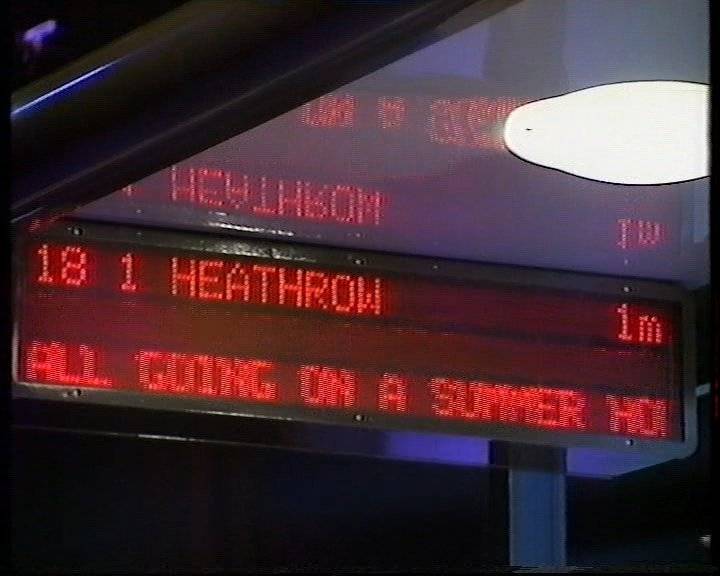 18 1 HEATHROW 1m
ALL GOING ON A SUMMER HO